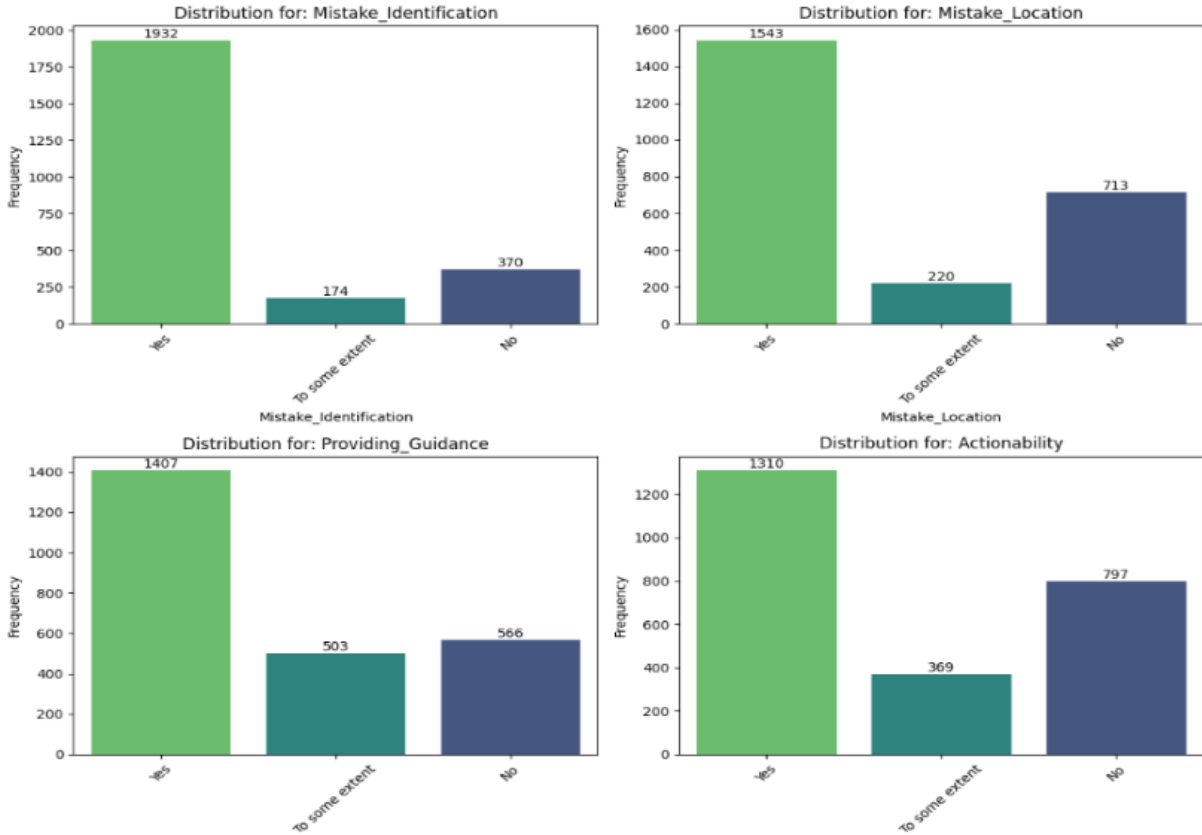 Distribution for: Mistake_Identification
2000
1750
1500
1250
1000
750
500
250
0
Frequency
1932
174
370
Yes
To some extent
No
Mistake_Identification
Distribution for: Mistake_Location
1600
1400
1200
1000
800
600
400
200
0
Frequency
1543
220
713
Yes
To some extent
No
Mistake_Location
Distribution for: Providing_Guidance
1400
1200
1000
800
600
400
200
0
Frequency
1407
503
566
Yes
To some extent
No
Distribution for: Actionability
1200
1000
800
600
400
200
0
Frequency
1310
369
797
Yes
To some extent
No